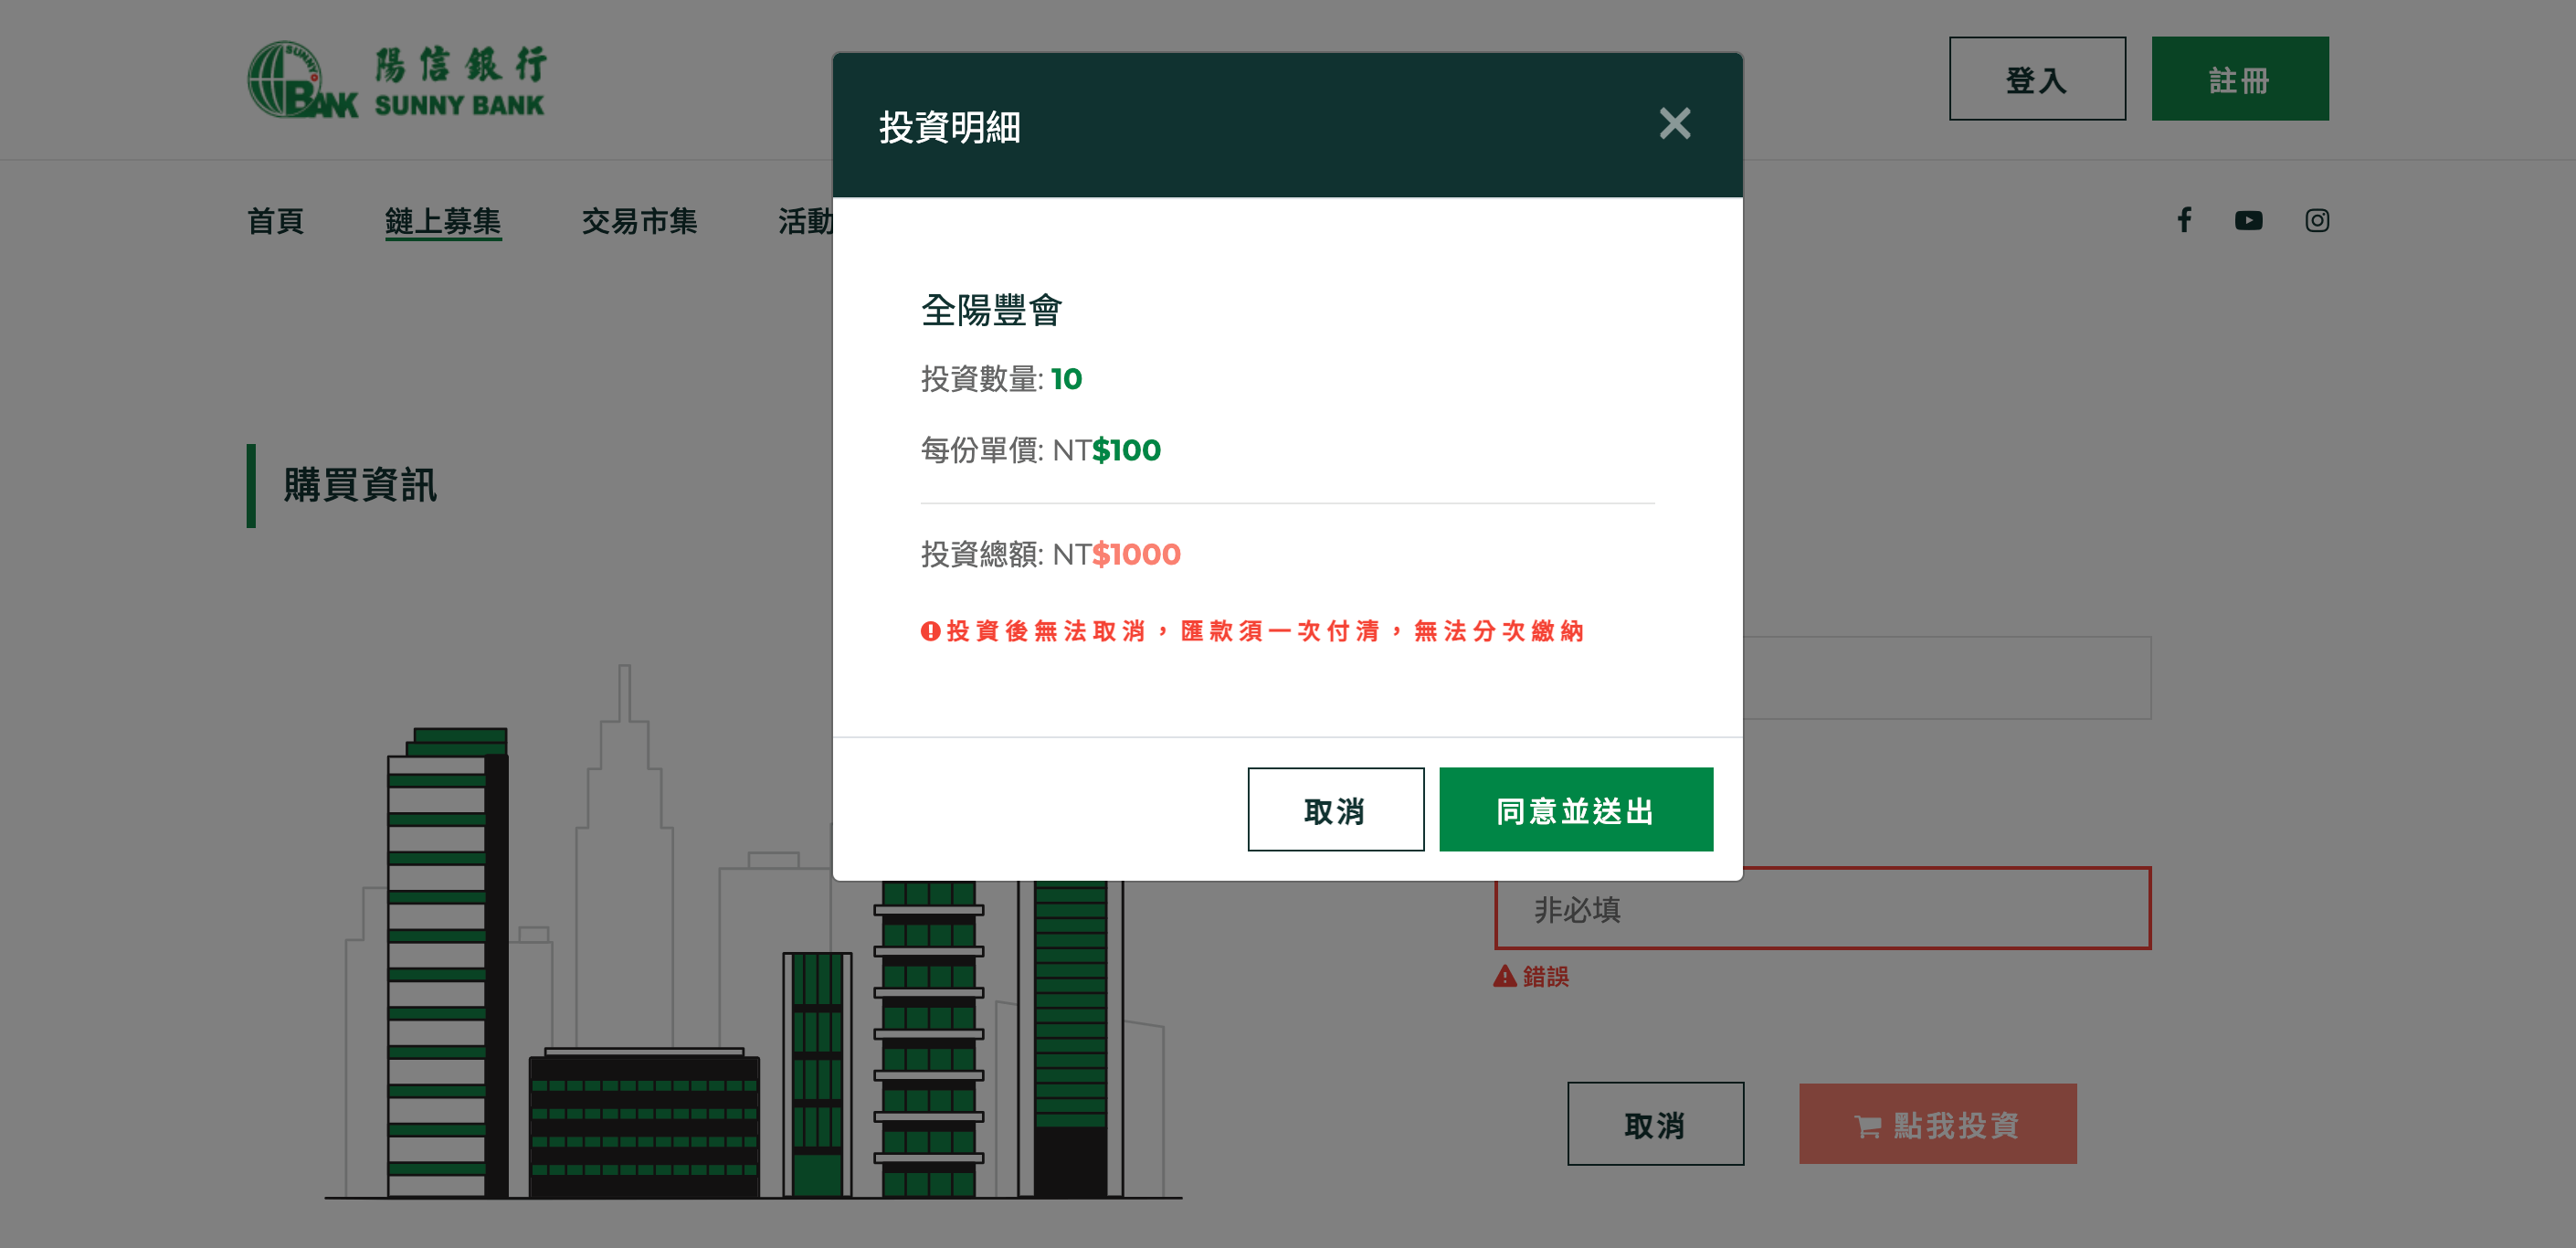 SUNNY
BANK
陽信銀行
SUNNY BANK
登入
註冊
首頁
鏈上募集
交易市集
活動
投資明細
全陽豐會
投資數量: 10
每份單價: NT$100
投資總額: NT$1000
投資後無法取消，匯款須一次付清，無法分次繳納
取消
同意並送出
購買資訊
非必填
錯誤
取消
點我投資